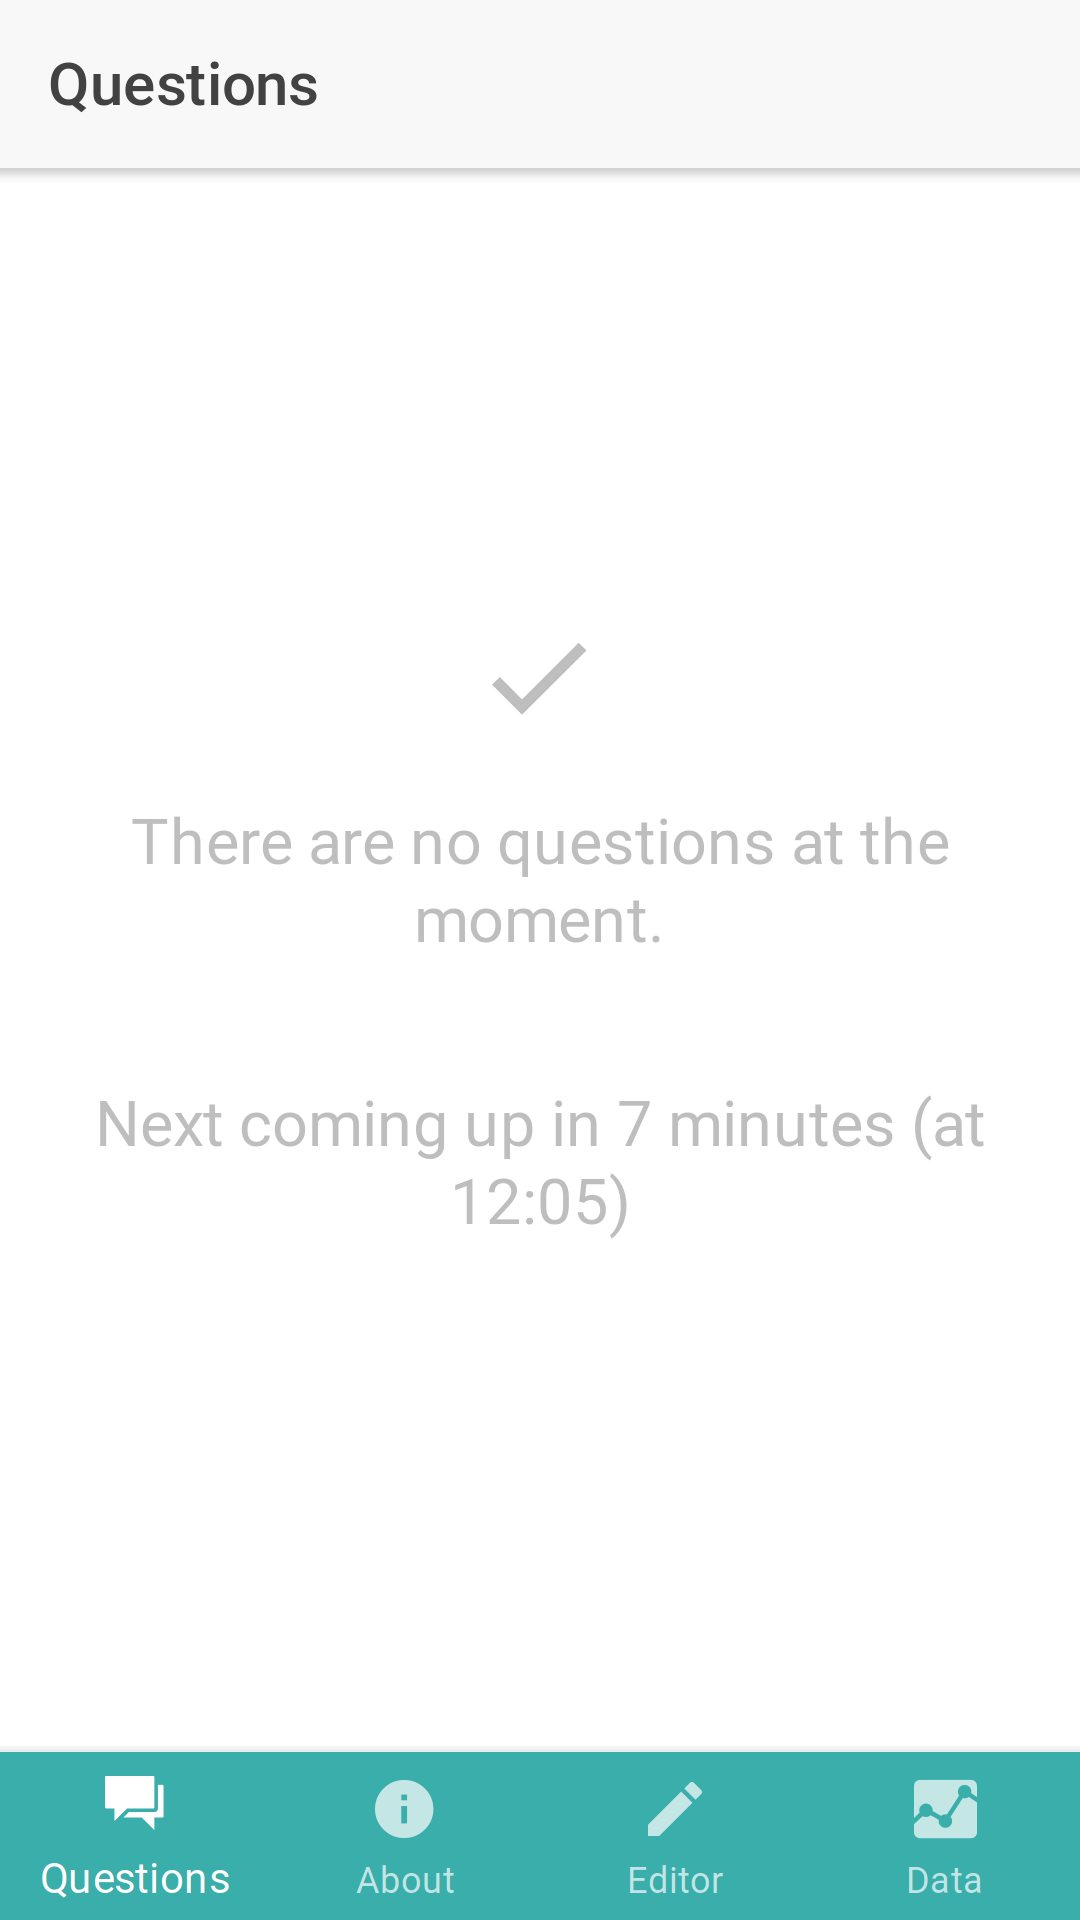 Questions
There are no questions at the
moment.
Next coming up in 7 minutes (at
12:05)
Questions
About
Editor
Data